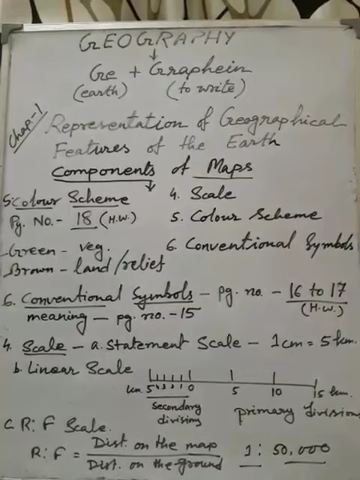 GEOGRAPHY
Ge + Graphein
(earth) (to write)
Chap-1
Representation of Geographical
Features of the Earth
Components of Maps
5. Colour Scheme
Pg. No. - 18 (H.W.)
4. Scale
5. Colour Scheme
6. Conventional Symbols
Green - veg.
Brown - land/relief
6. Conventional Symbols - pg. no. - 16 to 17
(H.W.)
meaning - pg. no. - 15
4. Scale - a. Statement Scale - 1cm = 5 km.
b. Linear Scale
km 5 0 5 10 15 km.
secondary division primary division
c. R:F Scale.
R:F = Dist on the map
Dist. on the ground
1 : 50,000